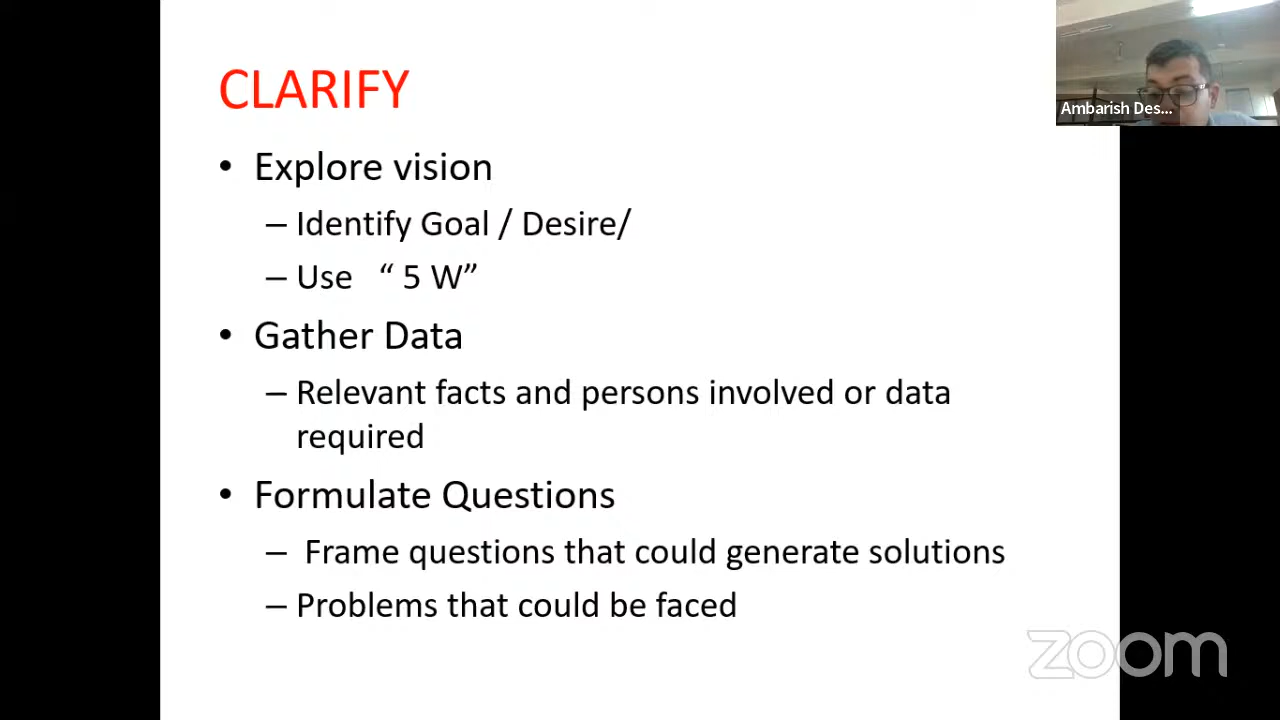 CLARIFY
• Explore vision
– Identify Goal / Desire/
– Use “ 5 W”
• Gather Data
– Relevant facts and persons involved or data
required
• Formulate Questions
– Frame questions that could generate solutions
– Problems that could be faced
Ambarish Des...
zoom